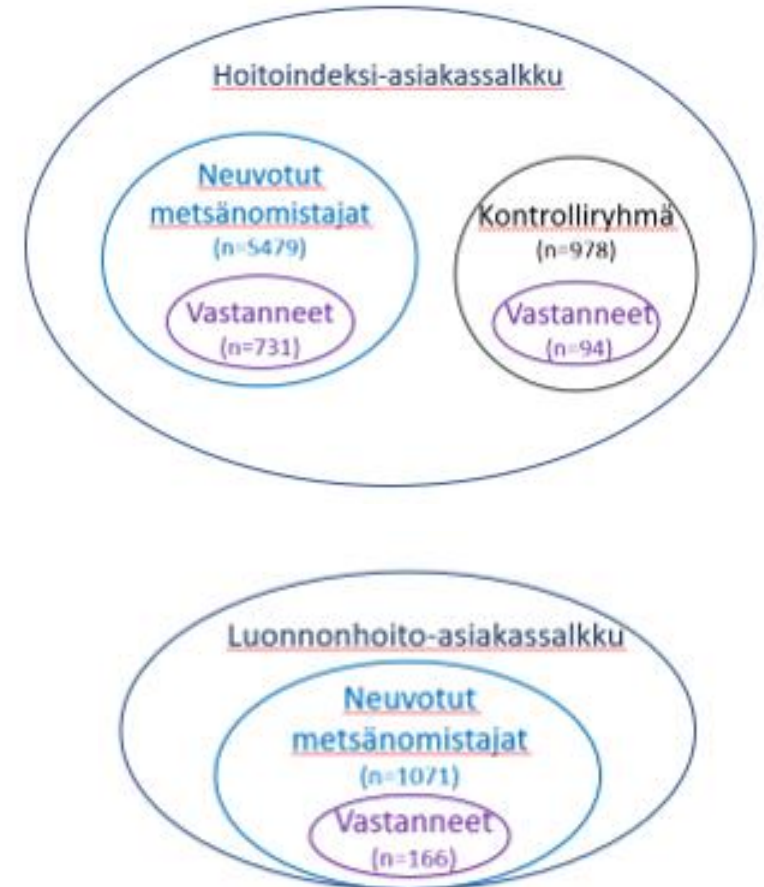 Hoitoindeksi-asiakassalkku
Neuvotut
metsänomistajat
(n=5479)
Vastanneet
(n=731)
Kontrolliryhmä
(n=978)
Vastanneet
(n=94)
Luonnonhoito-asiakassalkku
Neuvotut
metsänomistajat
(n=1071)
Vastanneet
(n=166)